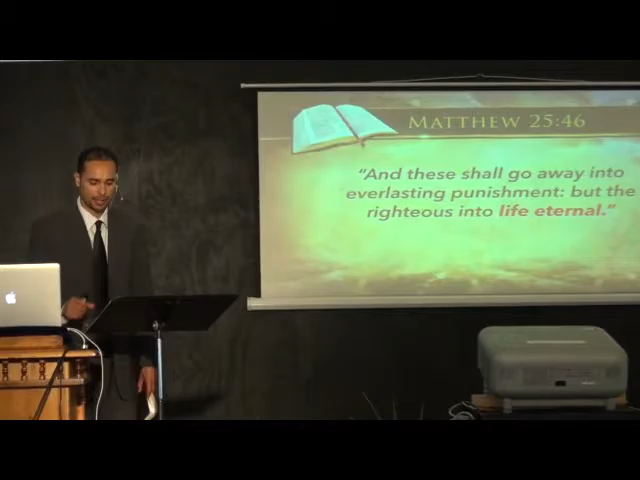 MATTHEW 25:46
“And these shall go away into
everlasting punishment: but the
righteous into life eternal.”